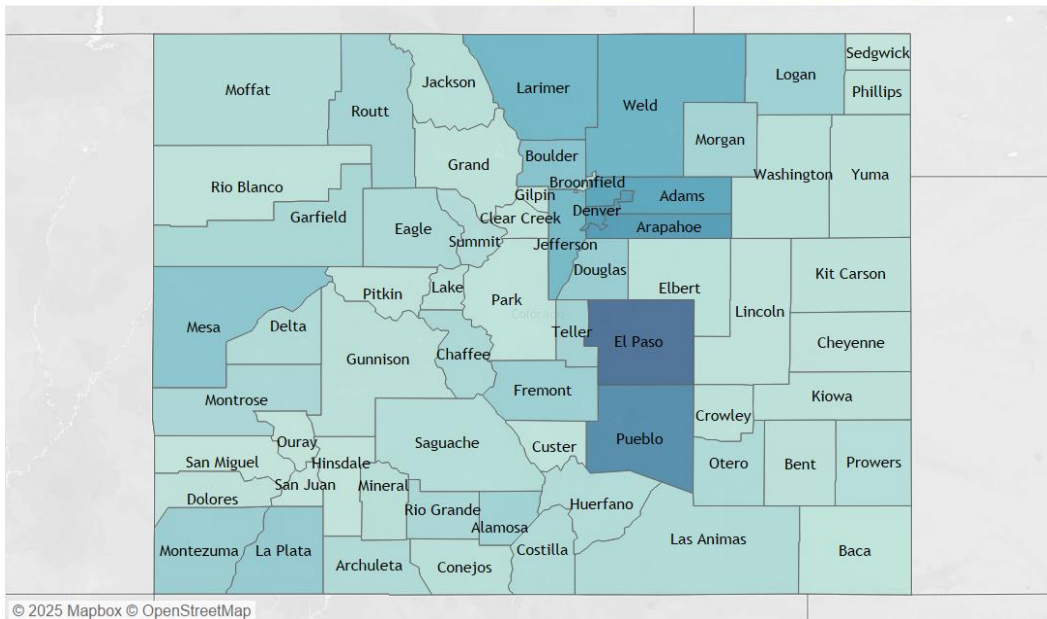 Sedgwick
Moffat
Jackson
Larimer
Logan
Phillips
Routt
Weld
Morgan
Boulder
Grand
Washington
Yuma
Rio Blanco
Broomfield
Gilpin
Adams
Garfield
Clear Creek
Denver
Eagle
Arapahoe
Summit
Jefferson
Douglas
Kit Carson
Elbert
Lake
Pitkin
Park
Lincoln
Colorado
Mesa
Delta
Teller
El Paso
Cheyenne
Gunnison
Chaffee
Fremont
Montrose
Kiowa
Crowley
Ouray
Saguache
Custer
Pueblo
San Miguel
Hinsdale
Otero
Bent
Prowers
San Juan
Mineral
Dolores
Rio Grande
Huerfano
Alamosa
Las Animas
Montezuma
La Plata
Costilla
Baca
Archuleta
Conejos
© 2025 Mapbox © OpenStreetMap